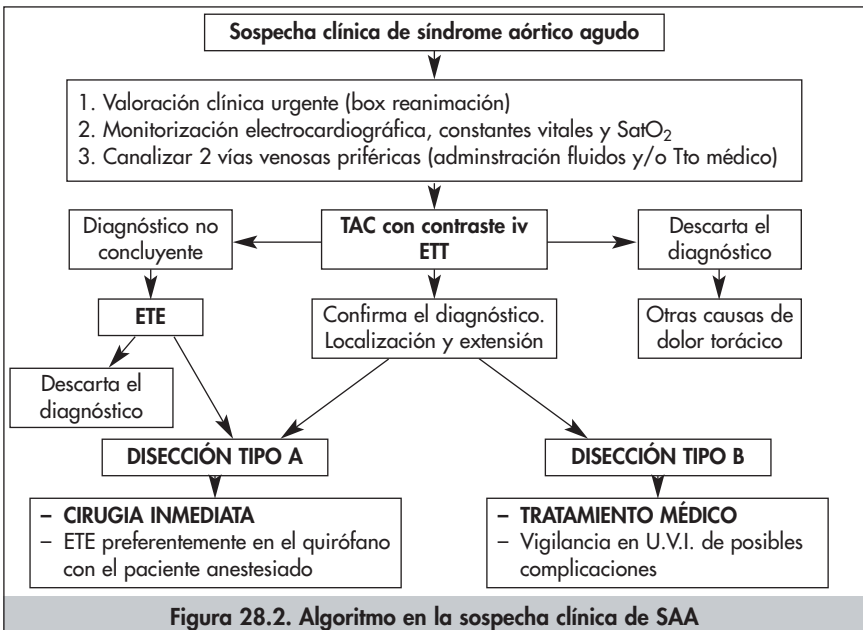 Sospecha clínica de síndrome aórtico agudo
1. Valoración clínica urgente (box reanimación)
2. Monitorización electrocardiográfica, constantes vitales y SatO₂
3. Canalizar 2 vías venosas priféricas (adminstración fluidos y/o Tto médico)
Diagnóstico no
concluyente
TAC con contraste iv
ETT
Descarta el
diagnóstico
ETE
Confirma el diagnóstico.
Localización y extensión
Otras causas de
dolor torácico
Descarta el
diagnóstico
DISECCIÓN TIPO A
DISECCIÓN TIPO B
– CIRUGIA INMEDIATA
– ETE preferentemente en el quirófano
con el paciente anestesiado
– TRATAMIENTO MÉDICO
– Vigilancia en U.V.I. de posibles
complicaciones
Figura 28.2. Algoritmo en la sospecha clínica de SAA